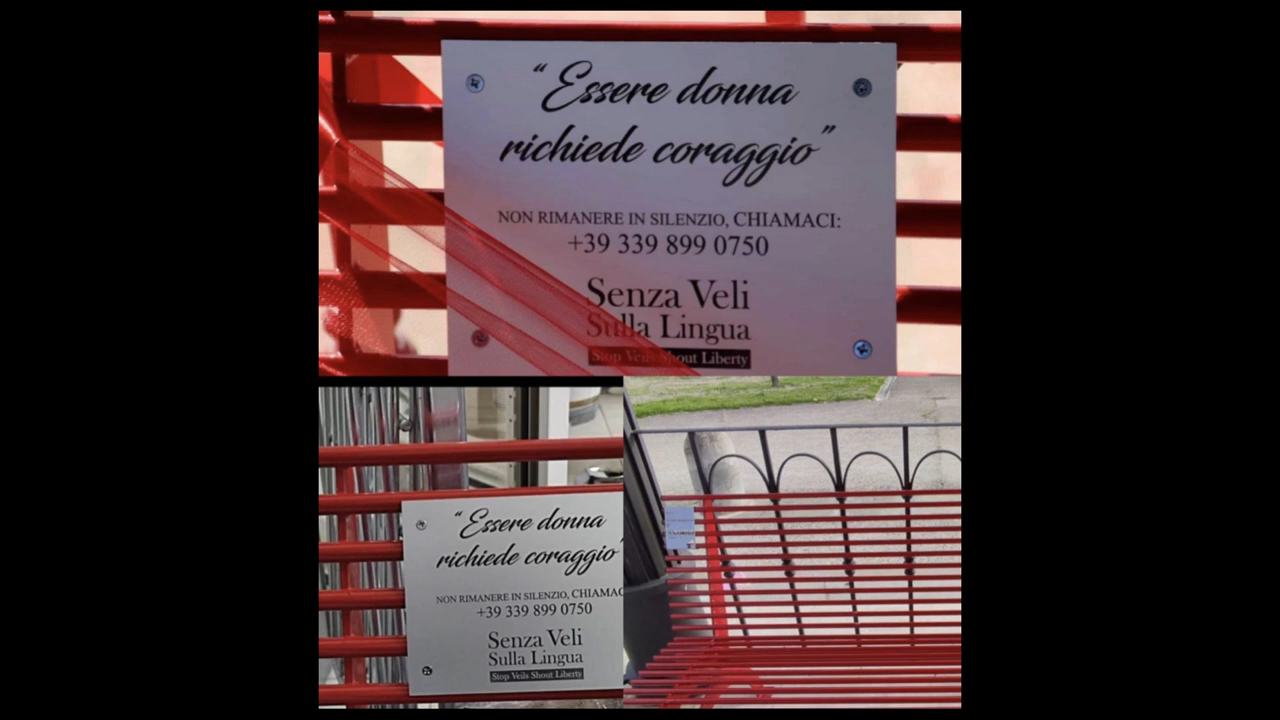 “Essere donna
richiede coraggio”
NON RIMANERE IN SILENZIO, CHIAMACI:
+39 339 899 0750
Senza Veli
Sulla Lingua
Stop Veils Shout Liberty
“Essere donna
richiede coraggio”
NON RIMANERE IN SILENZIO, CHIAMAC
+39 339 899 0750
Senza Veli
Sulla Lingua
Stop Veils Shout Liberty